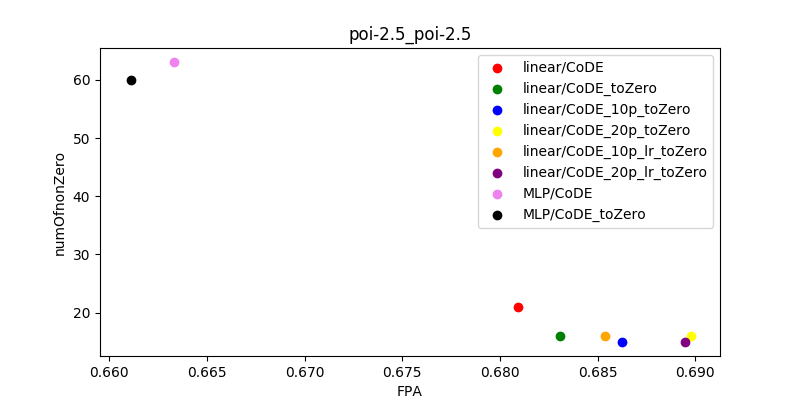 poi-2.5_poi-2.5
numOfnonZero
60
50
40
30
20
linear/CoDE
linear/CoDE_toZero
linear/CoDE_10p_toZero
linear/CoDE_20p_toZero
linear/CoDE_10p_lr_toZero
linear/CoDE_20p_lr_toZero
MLP/CoDE
MLP/CoDE_toZero
0.660 0.665 0.670 0.675 0.680 0.685 0.690
FPA